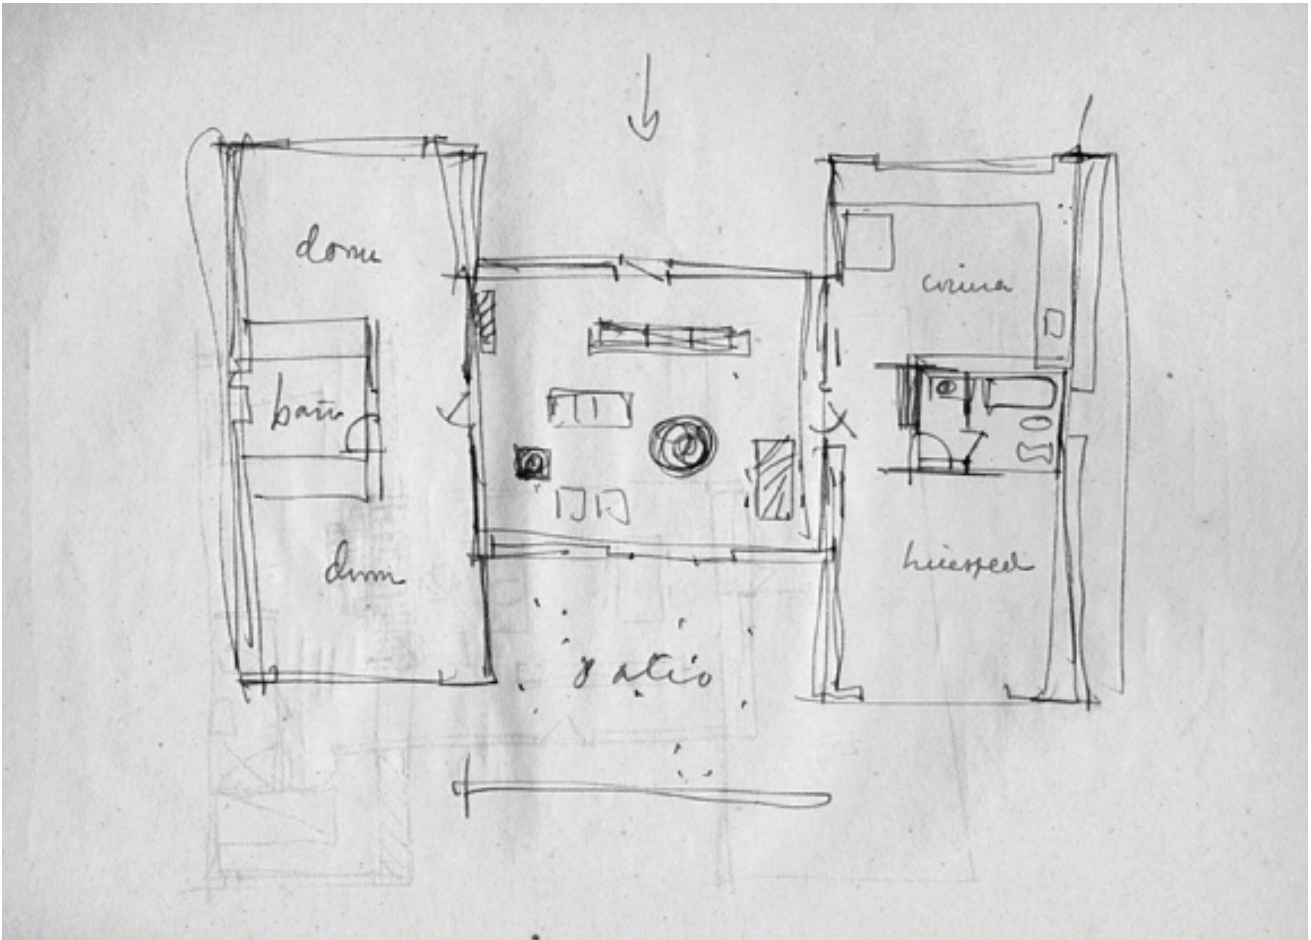 dorm
cocina
baño
dorm
huesped
patio